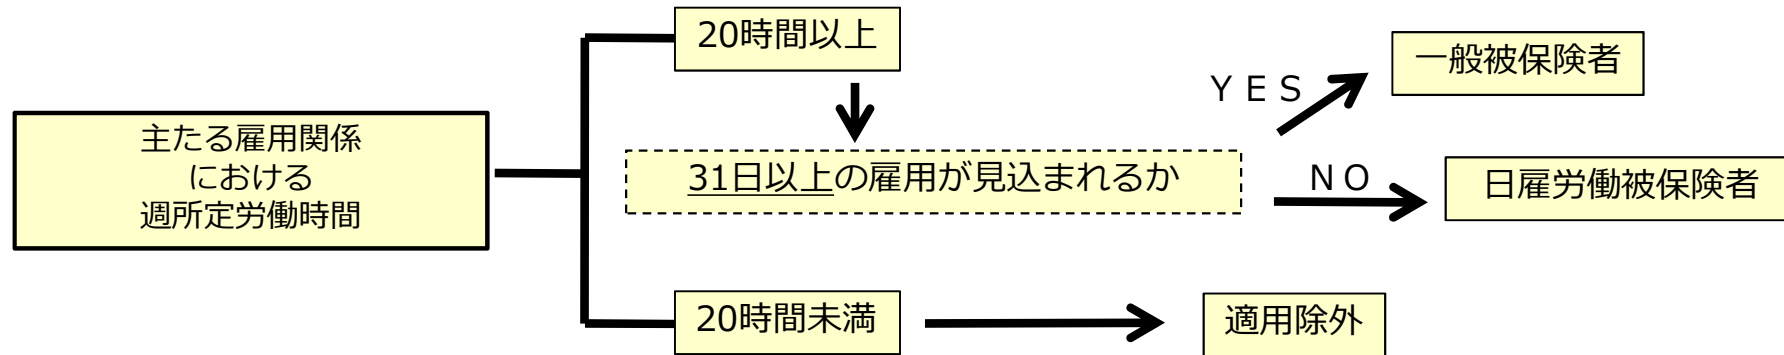 20時間以上
一般被保険者
YES
主たる雇用関係
における
週所定労働時間
31日以上の雇用が見込まれるか
NO
日雇労働被保険者
20時間未満
適用除外